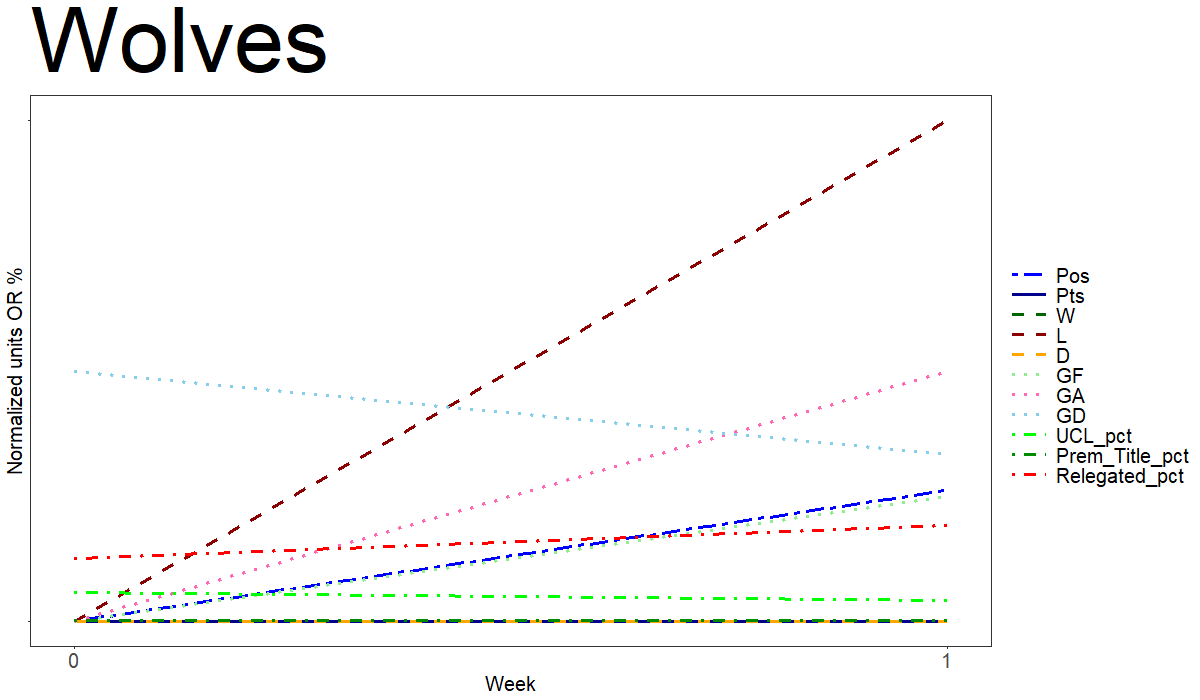 Wolves
Normalized units OR %
Pos
Pts
W
L
D
GF
GA
GD
UCL_pct
Prem_Title_pct
Relegated_pct
0 1
Week